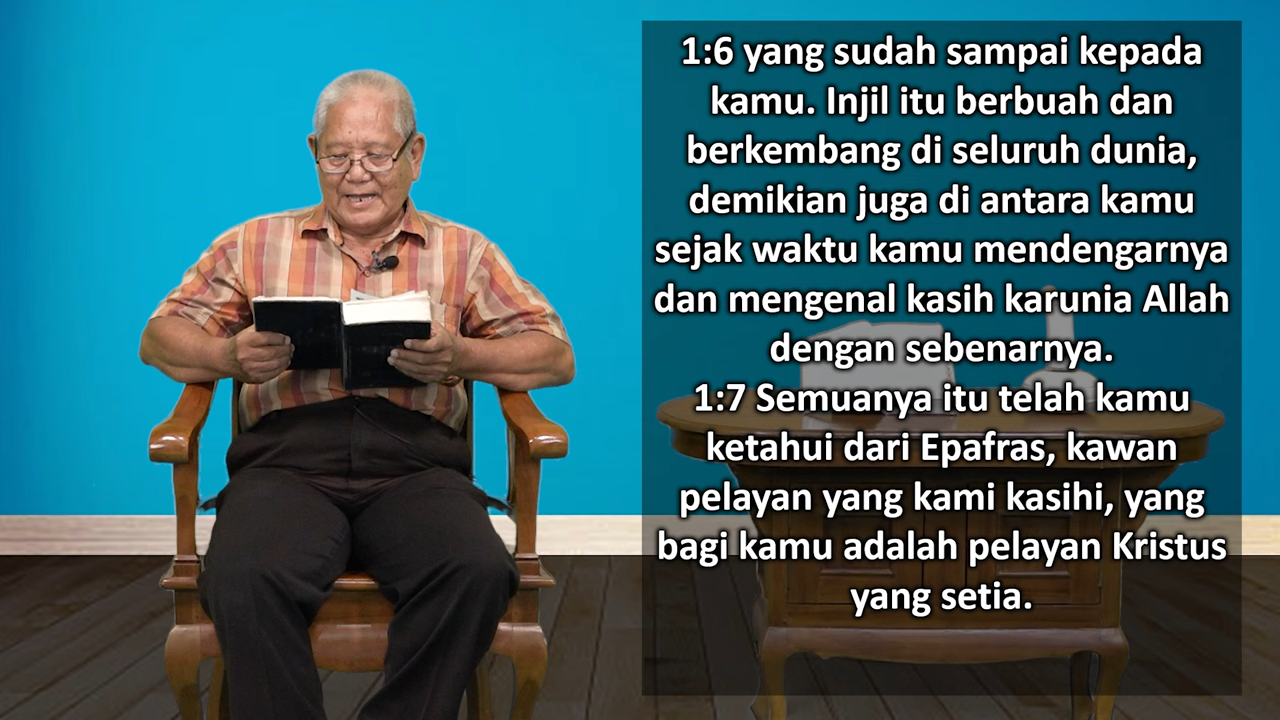 1:6 yang sudah sampai kepada
kamu. Injil itu berbuah dan
berkembang di seluruh dunia,
demikian juga di antara kamu
sejak waktu kamu mendengarnya
dan mengenal kasih karunia Allah
dengan sebenarnya.
1:7 Semuanya itu telah kamu
ketahui dari Epafras, kawan
pelayan yang kami kasihi, yang
bagi kamu adalah pelayan Kristus
yang setia.